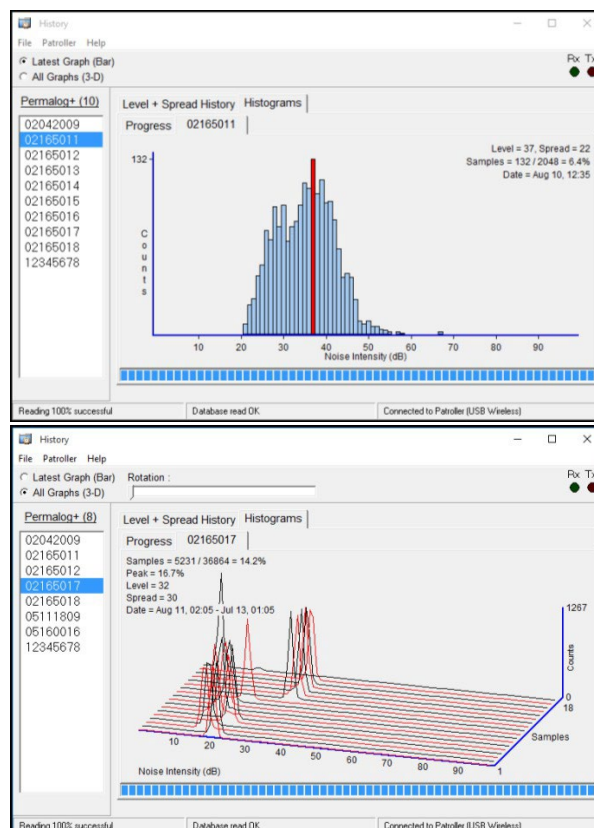 History
File Patroller Help
Latest Graph (Bar)
All Graphs (3-D)
Rx Tx
Permalog+ (10)
02042009
02165011
02165012
02165013
02165014
02165015
02165016
02165017
02165018
12345678
Level + Spread History Histograms
Progress 02165011
Level = 37, Spread = 22
Samples = 132 / 2048 = 6.4%
Date = Aug 10, 12:35
132
Counts
10 20 30 40 50 60 70 80 90
Noise Intensity (dB)
Reading 100% successful Database read OK Connected to Patroller (USB Wireless)
History
File Patroller Help
Latest Graph (Bar) Rotation :
All Graphs (3-D)
Rx Tx
Permalog+ (8)
02042009
02165011
02165012
02165017
02165018
05111809
05160016
12345678
Level + Spread History Histograms
Progress 02165017
Samples = 5231 / 36864 = 14.2%
Peak = 16.7%
Level = 32
Spread = 30
Date = Aug 11, 02:05 - Jul 13, 01:05
1267
Counts
0
18
Samples
1
10 20 30 40 50 60 70 80 90
Noise Intensity (dB)
Reading 100% successful Database read OK Connected to Patroller (USB Wireless)